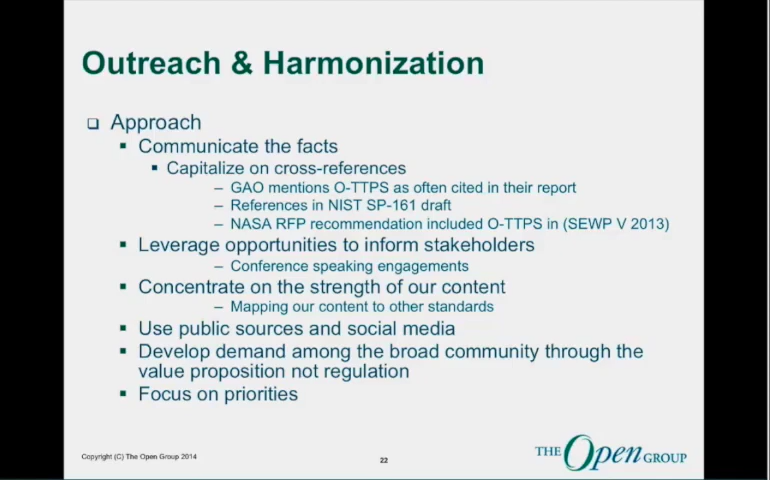 Outreach & Harmonization
❑ Approach
▪ Communicate the facts
▪ Capitalize on cross-references
– GAO mentions O-TTPS as often cited in their report
– References in NIST SP-161 draft
– NASA RFP recommendation included O-TTPS in (SEWP V 2013)
▪ Leverage opportunities to inform stakeholders
– Conference speaking engagements
▪ Concentrate on the strength of our content
– Mapping our content to other standards
▪ Use public sources and social media
▪ Develop demand among the broad community through the
value proposition not regulation
▪ Focus on priorities
Copyright (C) The Open Group 2014
22
THE Open GROUP